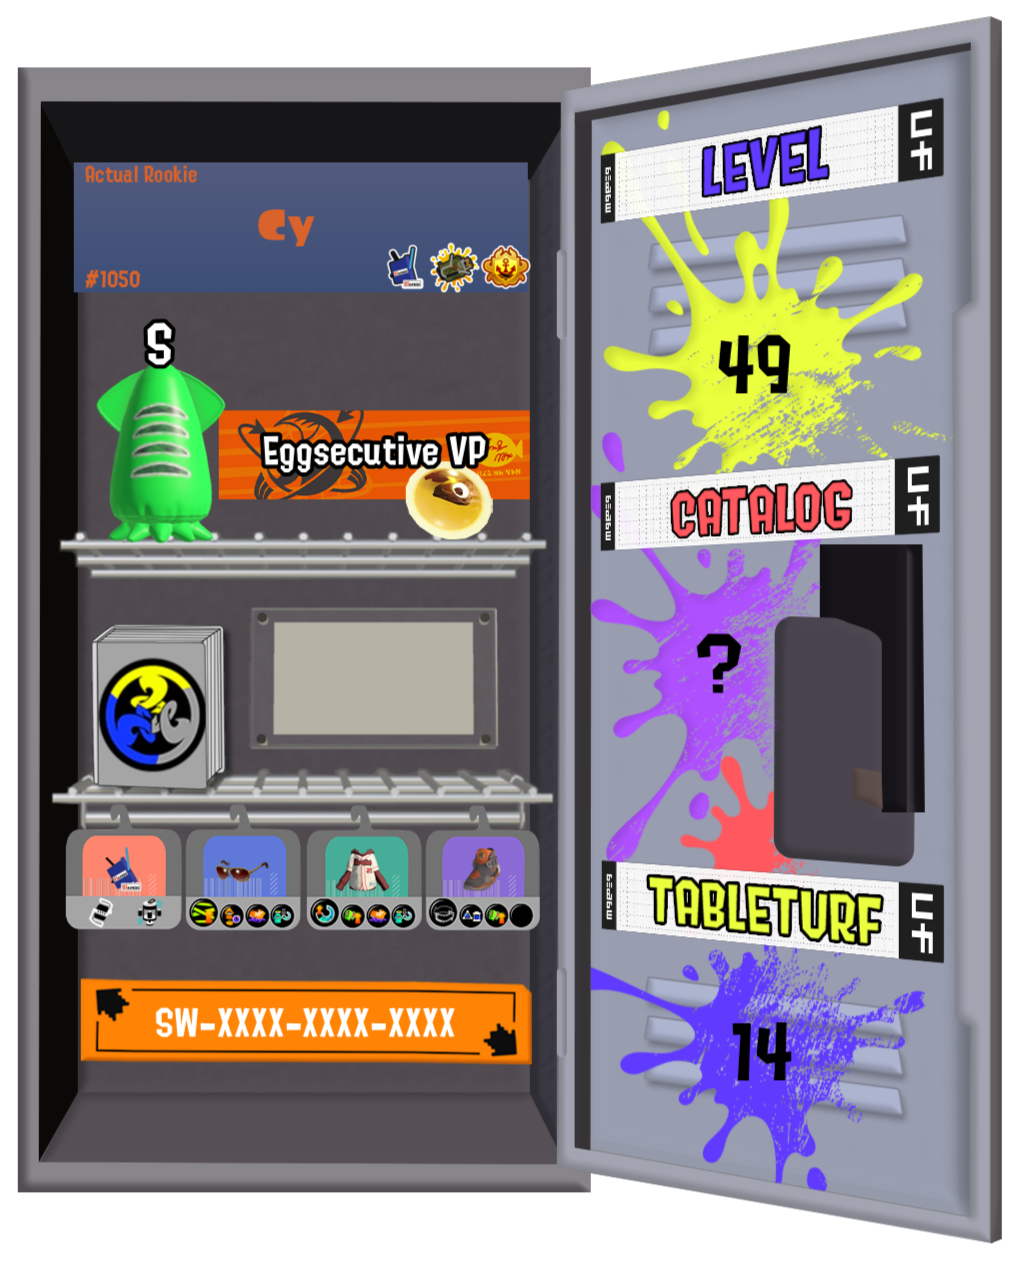 Actual Rookie
Cy
#1050
S
Eggsecutive VP
SW-XXXX-XXXX-XXXX
LEVEL
49
CATALOG
?
TABLETURF
14